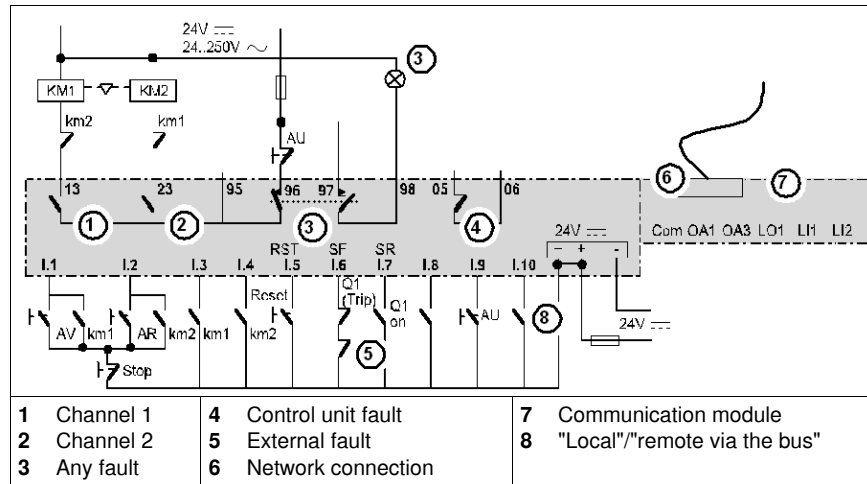 24V
24..250V
3
KM1 KM2
km2 km1
AU
13 23 95 96 97 98 05 06
6 7
1 2 3 4
24V
Com OA1 OA3 LO1 LI1 LI2
RST SF SR
- + -
I.1 I.2 I.3 I.4 I.5 I.6 I.7 I.8 I.9 I.10
Reset Q1
(Trip) Q1
on
AV km1 AR km2 km1 km2 AU 8
24V
5
Stop
1 Channel 1
2 Channel 2
3 Any fault
4 Control unit fault
5 External fault
6 Network connection
7 Communication module
8 "Local"/"remote via the bus"